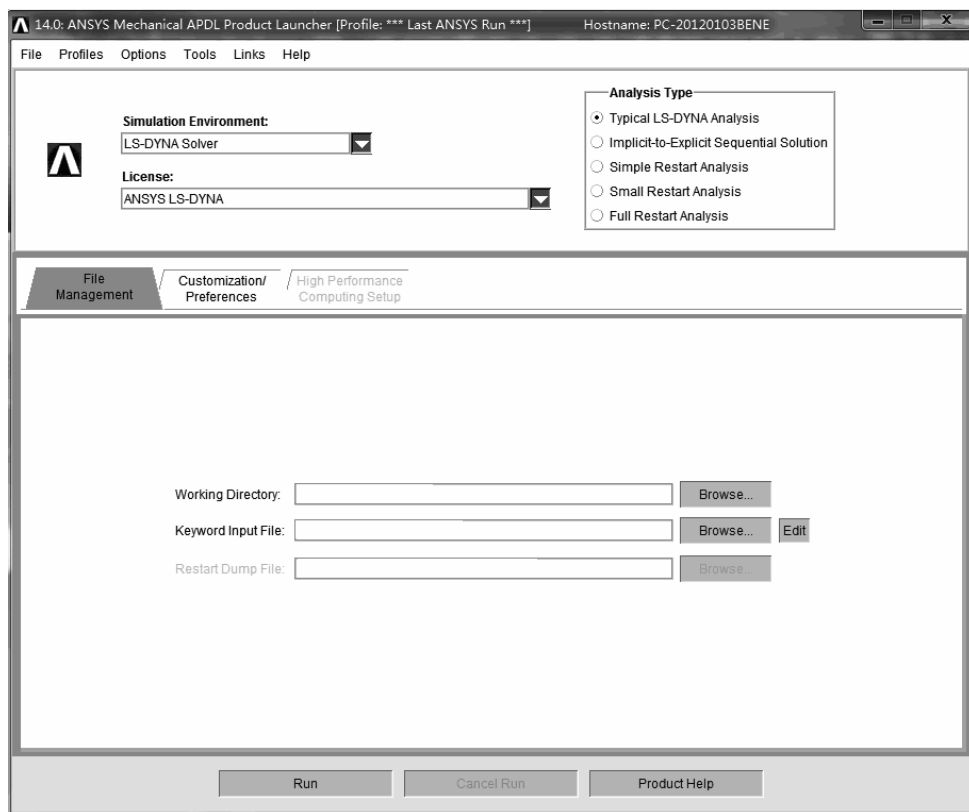 14.0: ANSYS Mechanical APDL Product Launcher [Profile: *** Last ANSYS Run ***] Hostname: PC-20120103BENE
File Profiles Options Tools Links Help
Simulation Environment:
LS-DYNA Solver
License:
ANSYS LS-DYNA
Analysis Type
Typical LS-DYNA Analysis
Implicit-to-Explicit Sequential Solution
Simple Restart Analysis
Small Restart Analysis
Full Restart Analysis
File
Management
Customization/
Preferences
High Performance
Computing Setup
Working Directory: Browse...
Keyword Input File: Browse... Edit
Restart Dump File: Browse...
Run Cancel Run Product Help